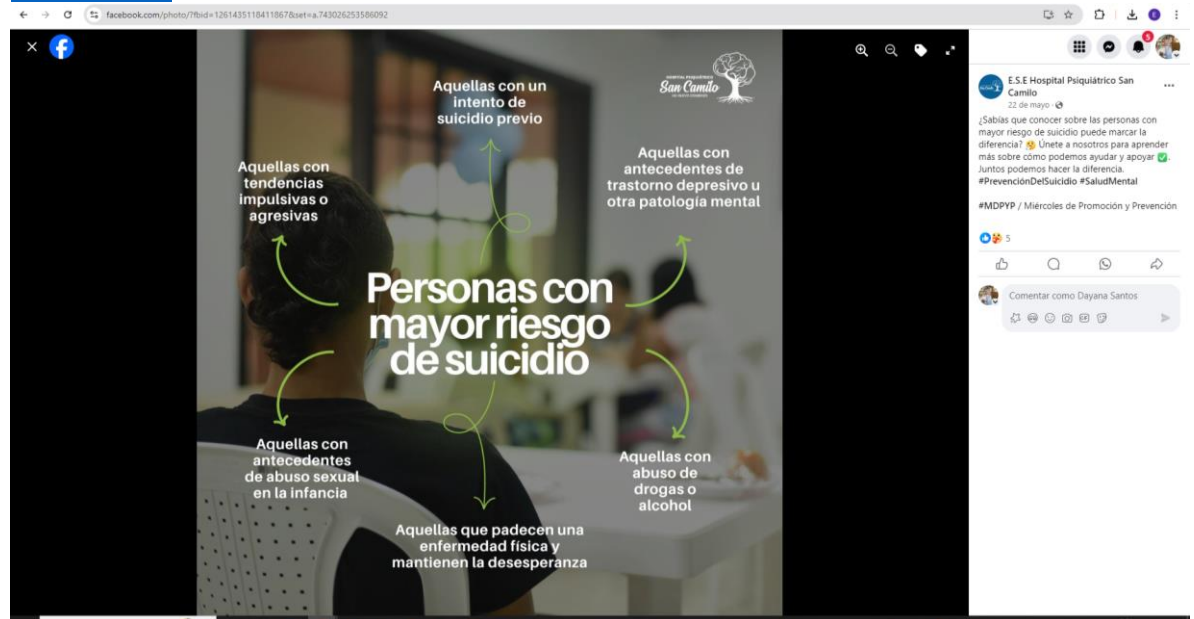 facebook.com/photo/?fbid=1261435118411867&set=a.743026253586092
HOSPITAL PSIQUIÁTRICO
San Camilo
Aquellas con un
intento de
suicidio previo
Aquellas con
antecedentes de
trastorno depresivo u
otra patología mental
Aquellas con
tendencias
impulsivas o
agresivas
Personas con
mayor riesgo
de suicidio
Aquellas con
antecedentes
de abuso sexual
en la infancia
Aquellas con
abuso de
drogas o
alcohol
Aquellas que padecen una
enfermedad física y
mantienen la desesperanza
5
E.S.E Hospital Psiquiátrico San
Camilo
22 de mayo ·
¿Sabías que conocer sobre las personas con
mayor riesgo de suicidio puede marcar la
diferencia? 🤔 Únete a nosotros para aprender
más sobre cómo podemos ayudar y apoyar ✅.
Juntos podemos hacer la diferencia.
#PrevenciónDelSuicidio #SaludMental
#MDPYP / Miércoles de Promoción y Prevención
5
Comentar como Dayana Santos